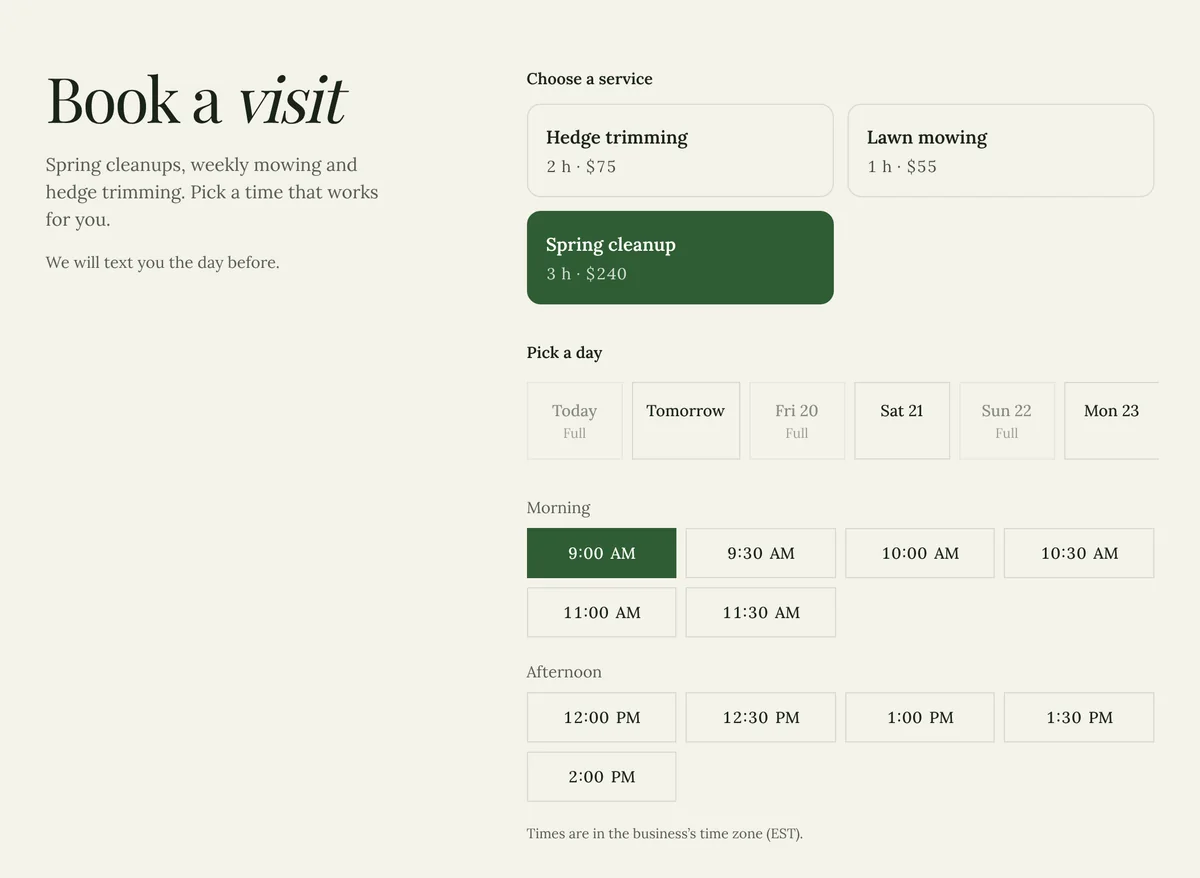 Book a visit
Spring cleanups, weekly mowing and
hedge trimming. Pick a time that works
for you.
We will text you the day before.
Choose a service
Hedge trimming
2 h · $75
Lawn mowing
1 h · $55
Spring cleanup
3 h · $240
Pick a day
Today
Full
Tomorrow
Fri 20
Full
Sat 21
Sun 22
Full
Mon 23
Morning
9:00 AM
9:30 AM
10:00 AM
10:30 AM
11:00 AM
11:30 AM
Afternoon
12:00 PM
12:30 PM
1:00 PM
1:30 PM
2:00 PM
Times are in the business’s time zone (EST).